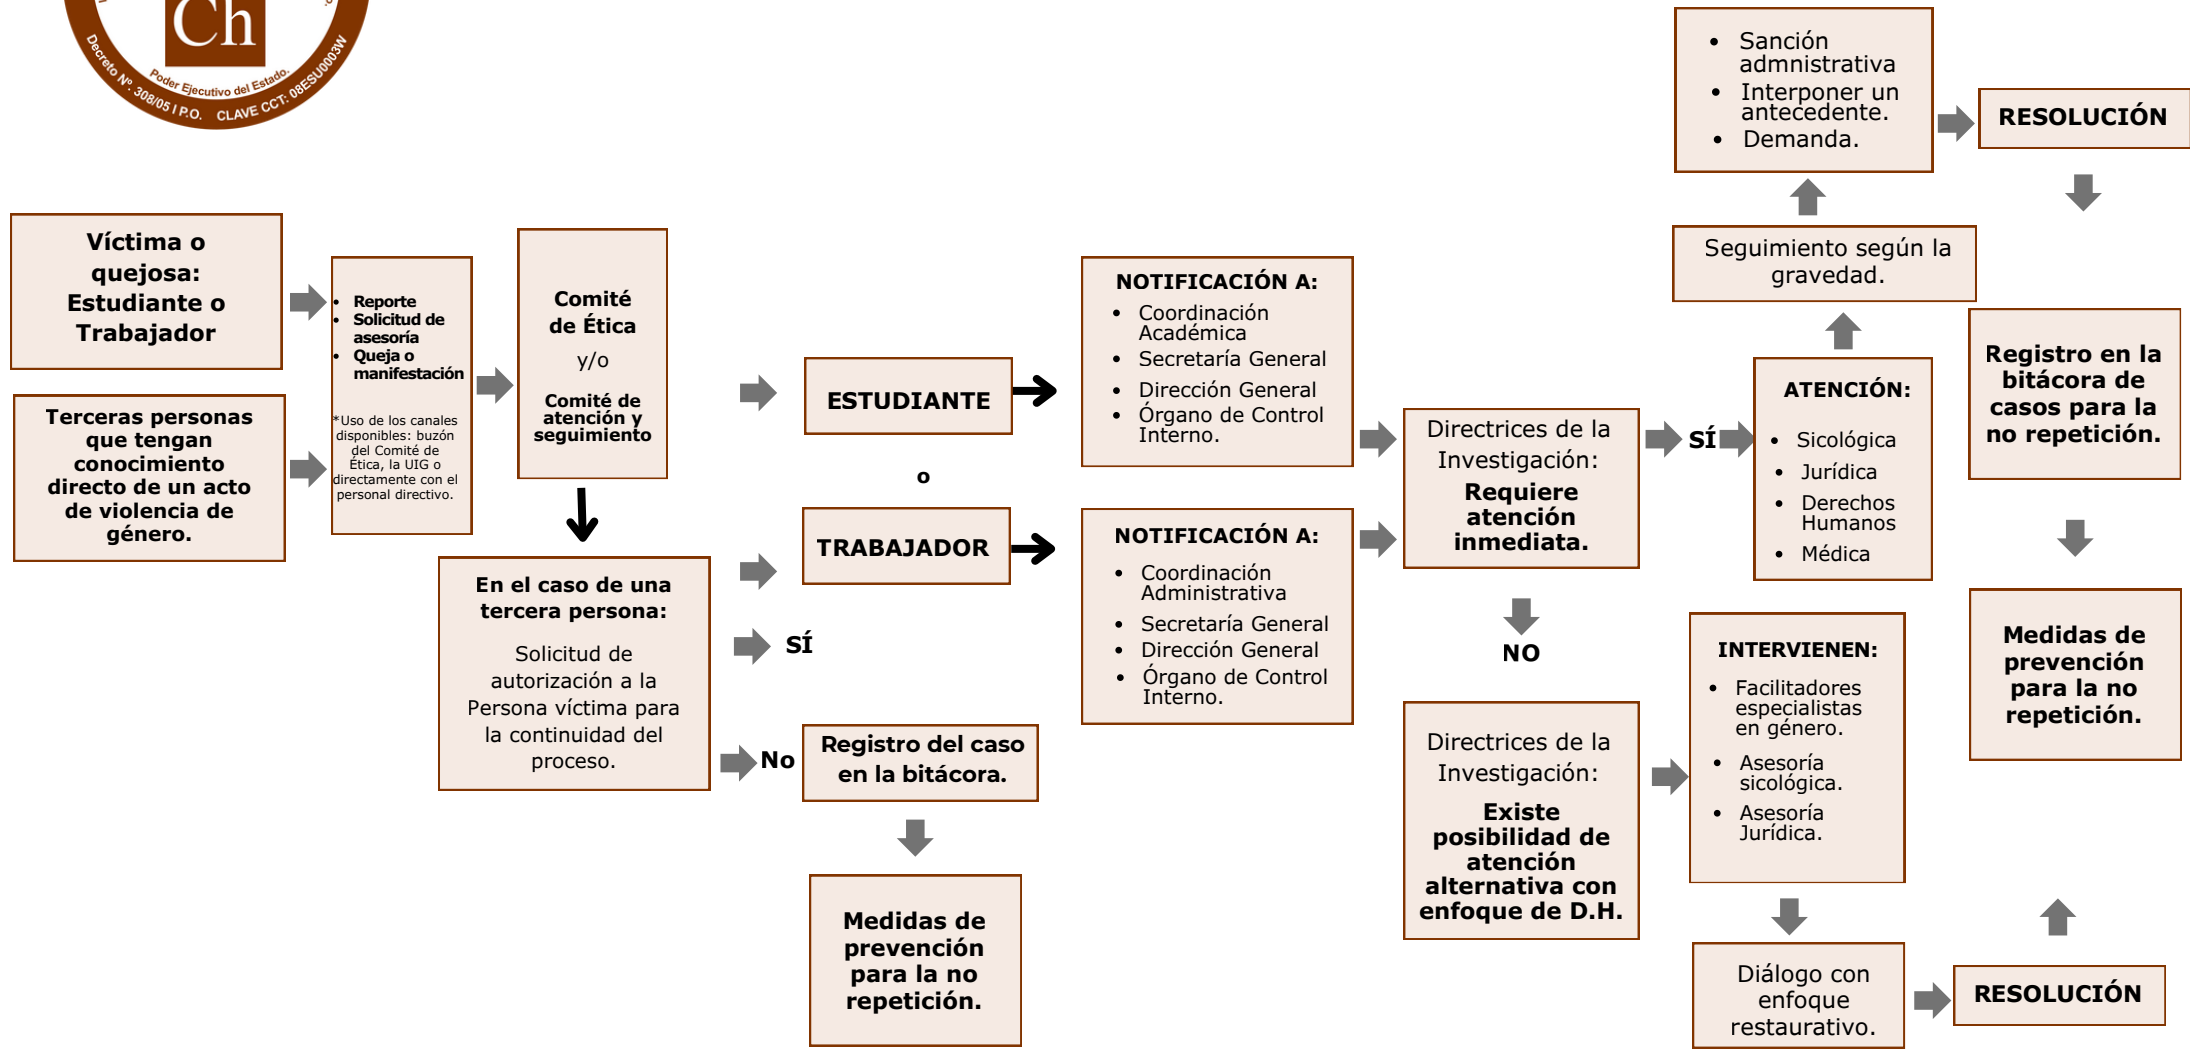 Ch
Poder Ejecutivo del Estado.
Decreto Nº. 308/05 I P.O. CLAVE CCT: 08ESU0003W
Víctima o
quejosa:
Estudiante o
Trabajador
Terceras personas
que tengan
conocimiento
directo de un acto
de violencia de
género.
• Reporte
• Solicitud de
asesoría
• Queja o
manifestación
*Uso de los canales
disponibles: buzón
del Comité de
Ética, la UIG o
directamente con el
personal directivo.
Comité
de Ética
y/o
Comité de
atención y
seguimiento
En el caso de una
tercera persona:
Solicitud de
autorización a la
Persona víctima para
la continuidad del
proceso.
SÍ
No
Registro del caso
en la bitácora.
Medidas de
prevención
para la no
repetición.
ESTUDIANTE
o
TRABAJADOR
NOTIFICACIÓN A:
• Coordinación
Académica
• Secretaría General
• Dirección General
• Órgano de Control
Interno.
NOTIFICACIÓN A:
• Coordinación
Administrativa
• Secretaría General
• Dirección General
• Órgano de Control
Interno.
Directrices de la
Investigación:
Requiere
atención
inmediata.
SÍ
NO
Directrices de la
Investigación:
Existe
posibilidad de
atención
alternativa con
enfoque de D.H.
ATENCIÓN:
• Sicológica
• Jurídica
• Derechos
Humanos
• Médica
Seguimiento según la
gravedad.
• Sanción
admnistrativa
• Interponer un
antecedente.
• Demanda.
RESOLUCIÓN
INTERVIENEN:
• Facilitadores
especialistas
en género.
• Asesoría
sicológica.
• Asesoría
Jurídica.
Diálogo con
enfoque
restaurativo.
RESOLUCIÓN
Registro en la
bitácora de
casos para la
no repetición.
Medidas de
prevención
para la no
repetición.